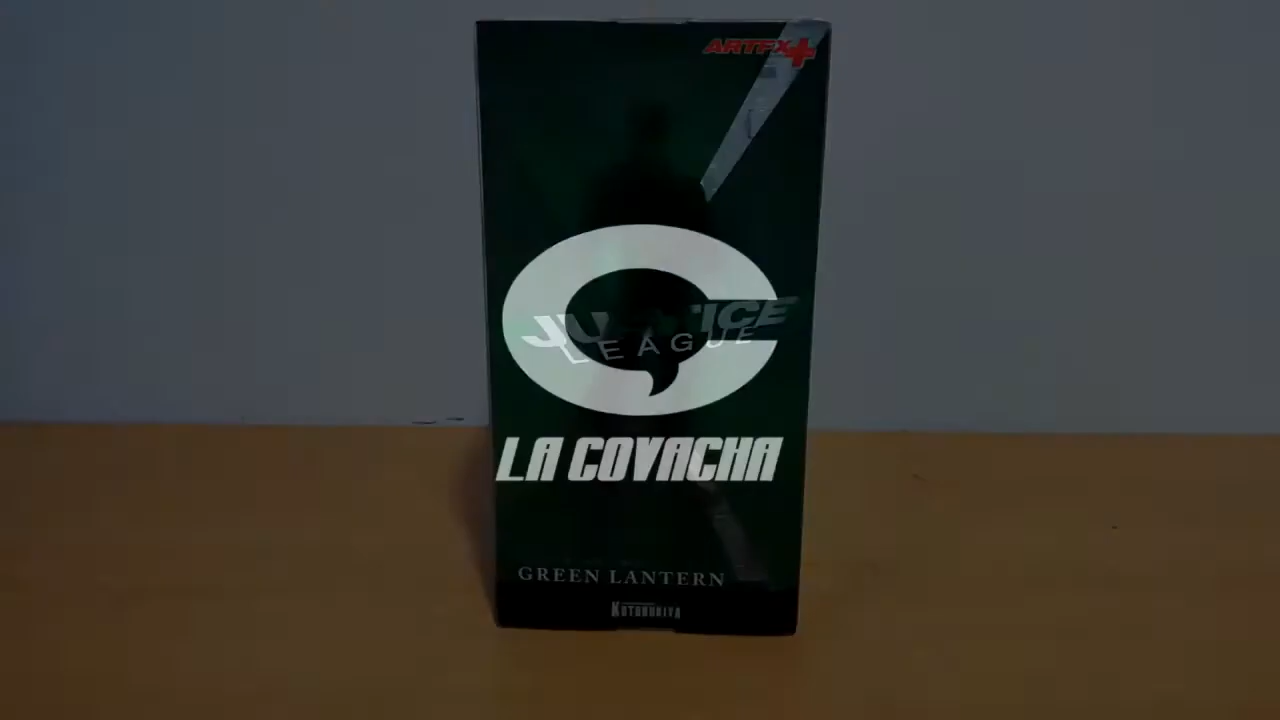 ARTFX+
JUSTICE
LEAGUE
LA COVACHA
GREEN LANTERN
KOTOBUKIYA